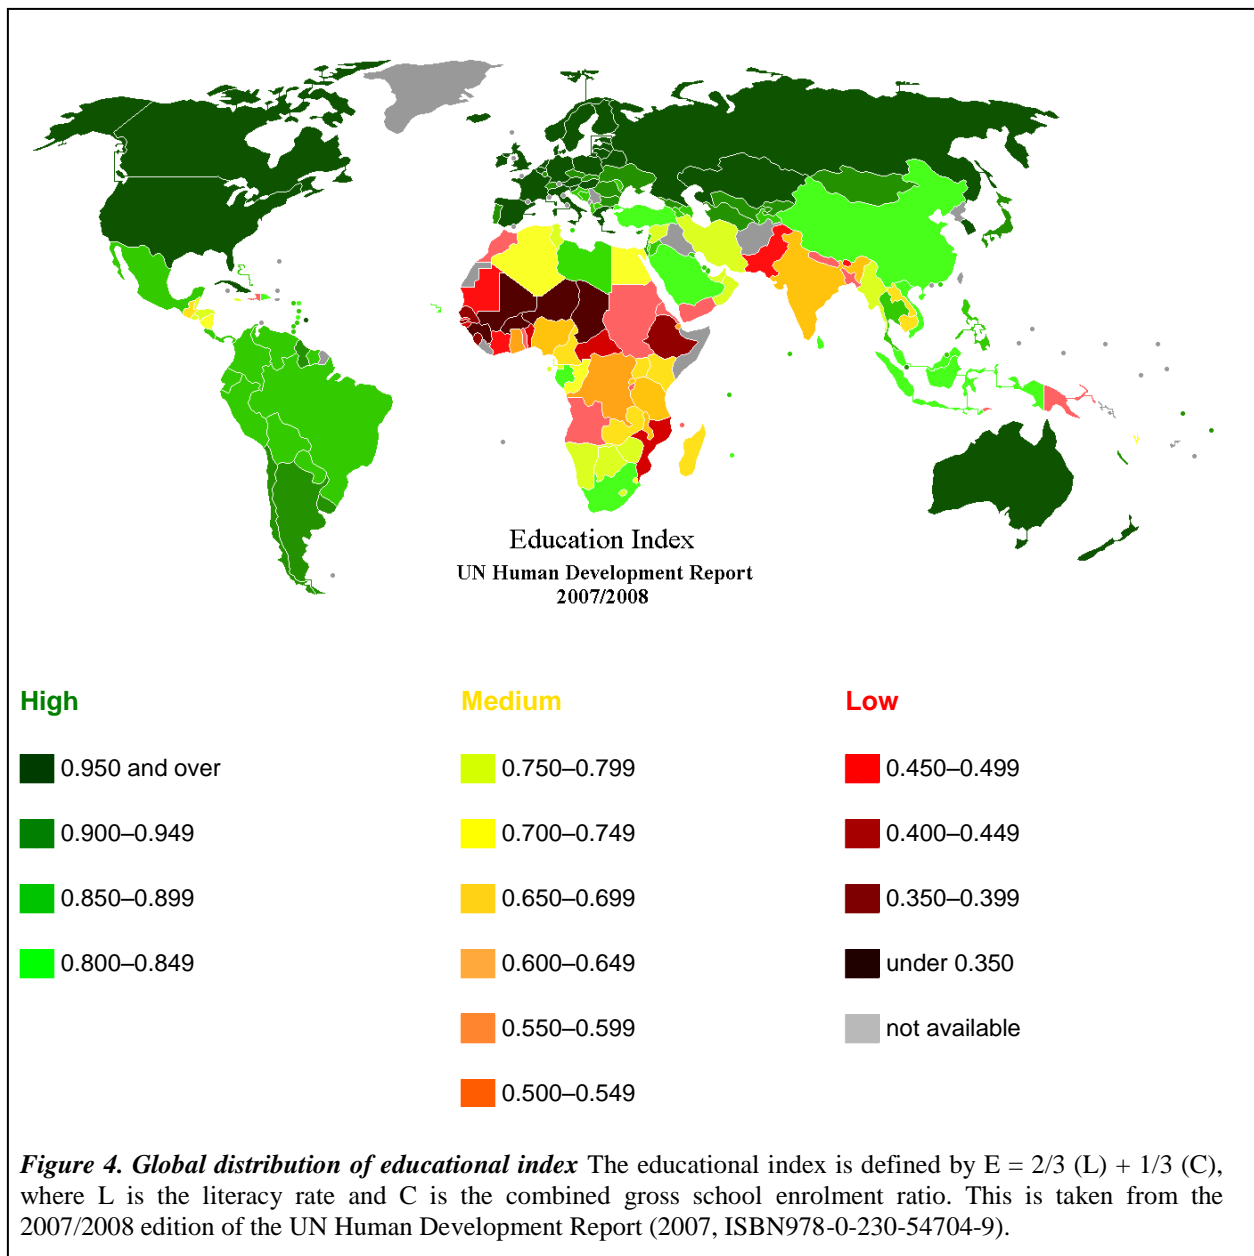 Education Index
UN Human Development Report
2007/2008
High
0.950 and over
0.900–0.949
0.850–0.899
0.800–0.849
Medium
0.750–0.799
0.700–0.749
0.650–0.699
0.600–0.649
0.550–0.599
0.500–0.549
Low
0.450–0.499
0.400–0.449
0.350–0.399
under 0.350
not available
Figure 4. Global distribution of educational index The educational index is defined by E = 2/3 (L) + 1/3 (C),
where L is the literacy rate and C is the combined gross school enrolment ratio. This is taken from the
2007/2008 edition of the UN Human Development Report (2007, ISBN978-0-230-54704-9).